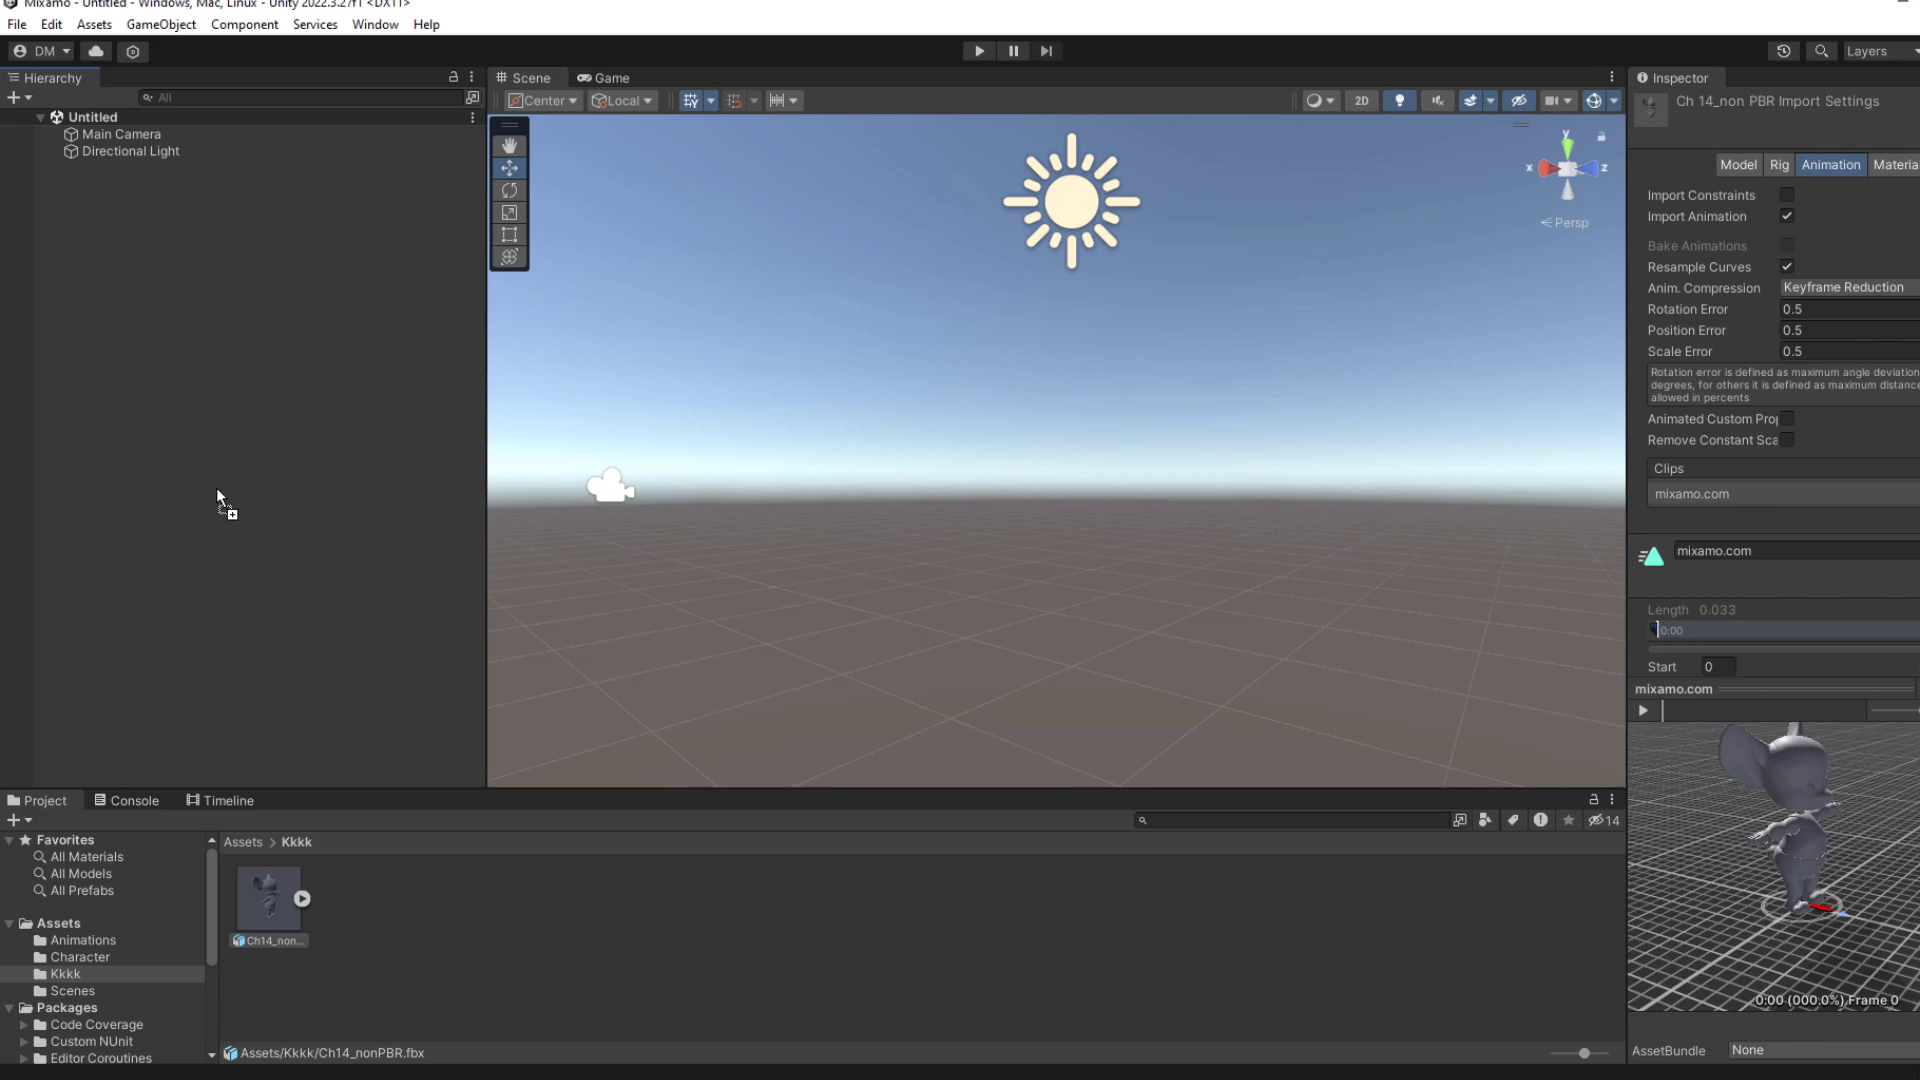 Mixamo - Untitled - Windows, Mac, Linux - Unity 2022.3.27f1 <DX11>
File Edit Assets GameObject Component Services Window Help
DM
Layers
Hierarchy
Scene
Game
Inspector
All
Center
Local
2D
Ch 14_non PBR Import Settings
Untitled
Main Camera
Directional Light
y
x
z
Persp
Model Rig Animation Materia
Import Constraints
Import Animation
Bake Animations
Resample Curves
Anim. Compression Keyframe Reduction
Rotation Error 0.5
Position Error 0.5
Scale Error 0.5
Rotation error is defined as maximum angle deviation
degrees, for others it is defined as maximum distance
allowed in percents
Animated Custom Pro
Remove Constant Sca
Clips
mixamo.com
mixamo.com
Length 0.033
0:00
Start 0
mixamo.com
0:00 (000.0%) Frame 0
AssetBundle None
Project Console Timeline
14
Favorites
All Materials
All Models
All Prefabs
Assets
Animations
Character
Kkkk
Scenes
Packages
Code Coverage
Custom NUnit
Editor Coroutines
Assets > Kkkk
Ch14_non...
Assets/Kkkk/Ch14_nonPBR.fbx